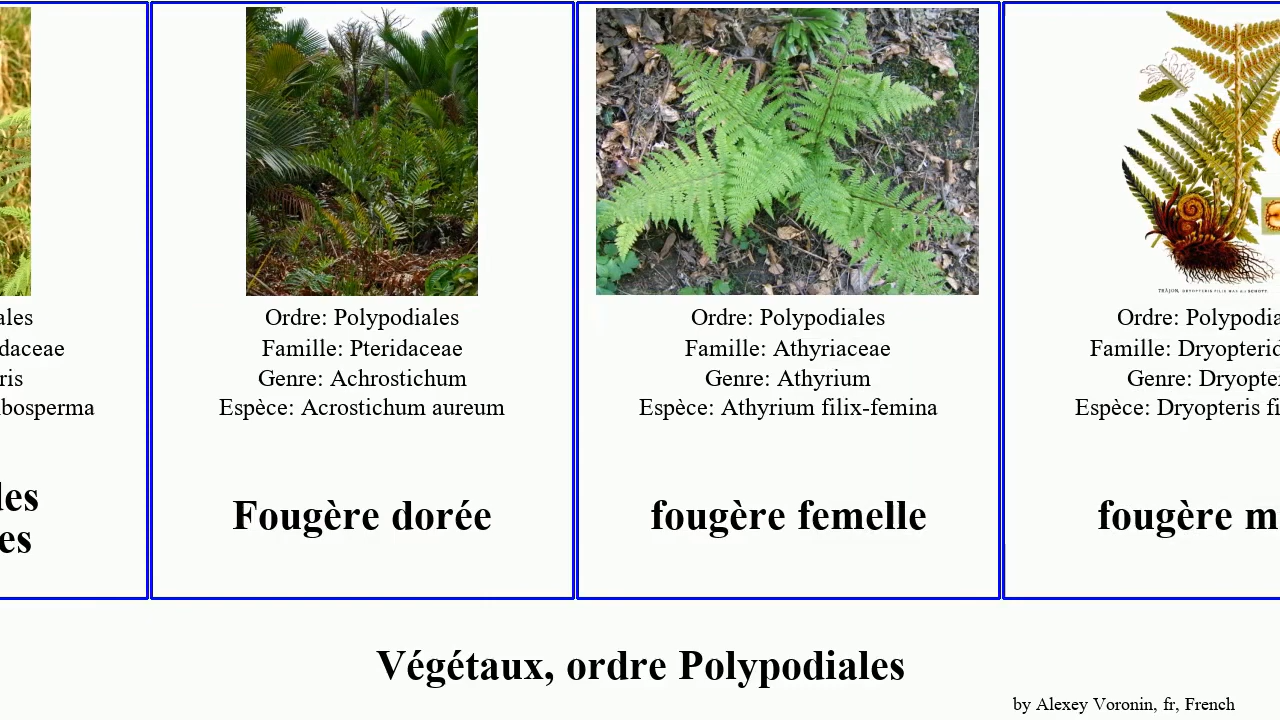 ales
daceae
ris
bosperma
les
es
Ordre: Polypodiales
Famille: Pteridaceae
Genre: Achrostichum
Espèce: Acrostichum aureum
Fougère dorée
Ordre: Polypodiales
Famille: Athyriaceae
Genre: Athyrium
Espèce: Athyrium filix-femina
fougère femelle
Ordre: Polypodia
Famille: Dryopterid
Genre: Dryopte
Espèce: Dryopteris fi
fougère m
Végétaux, ordre Polypodiales
by Alexey Voronin, fr, French